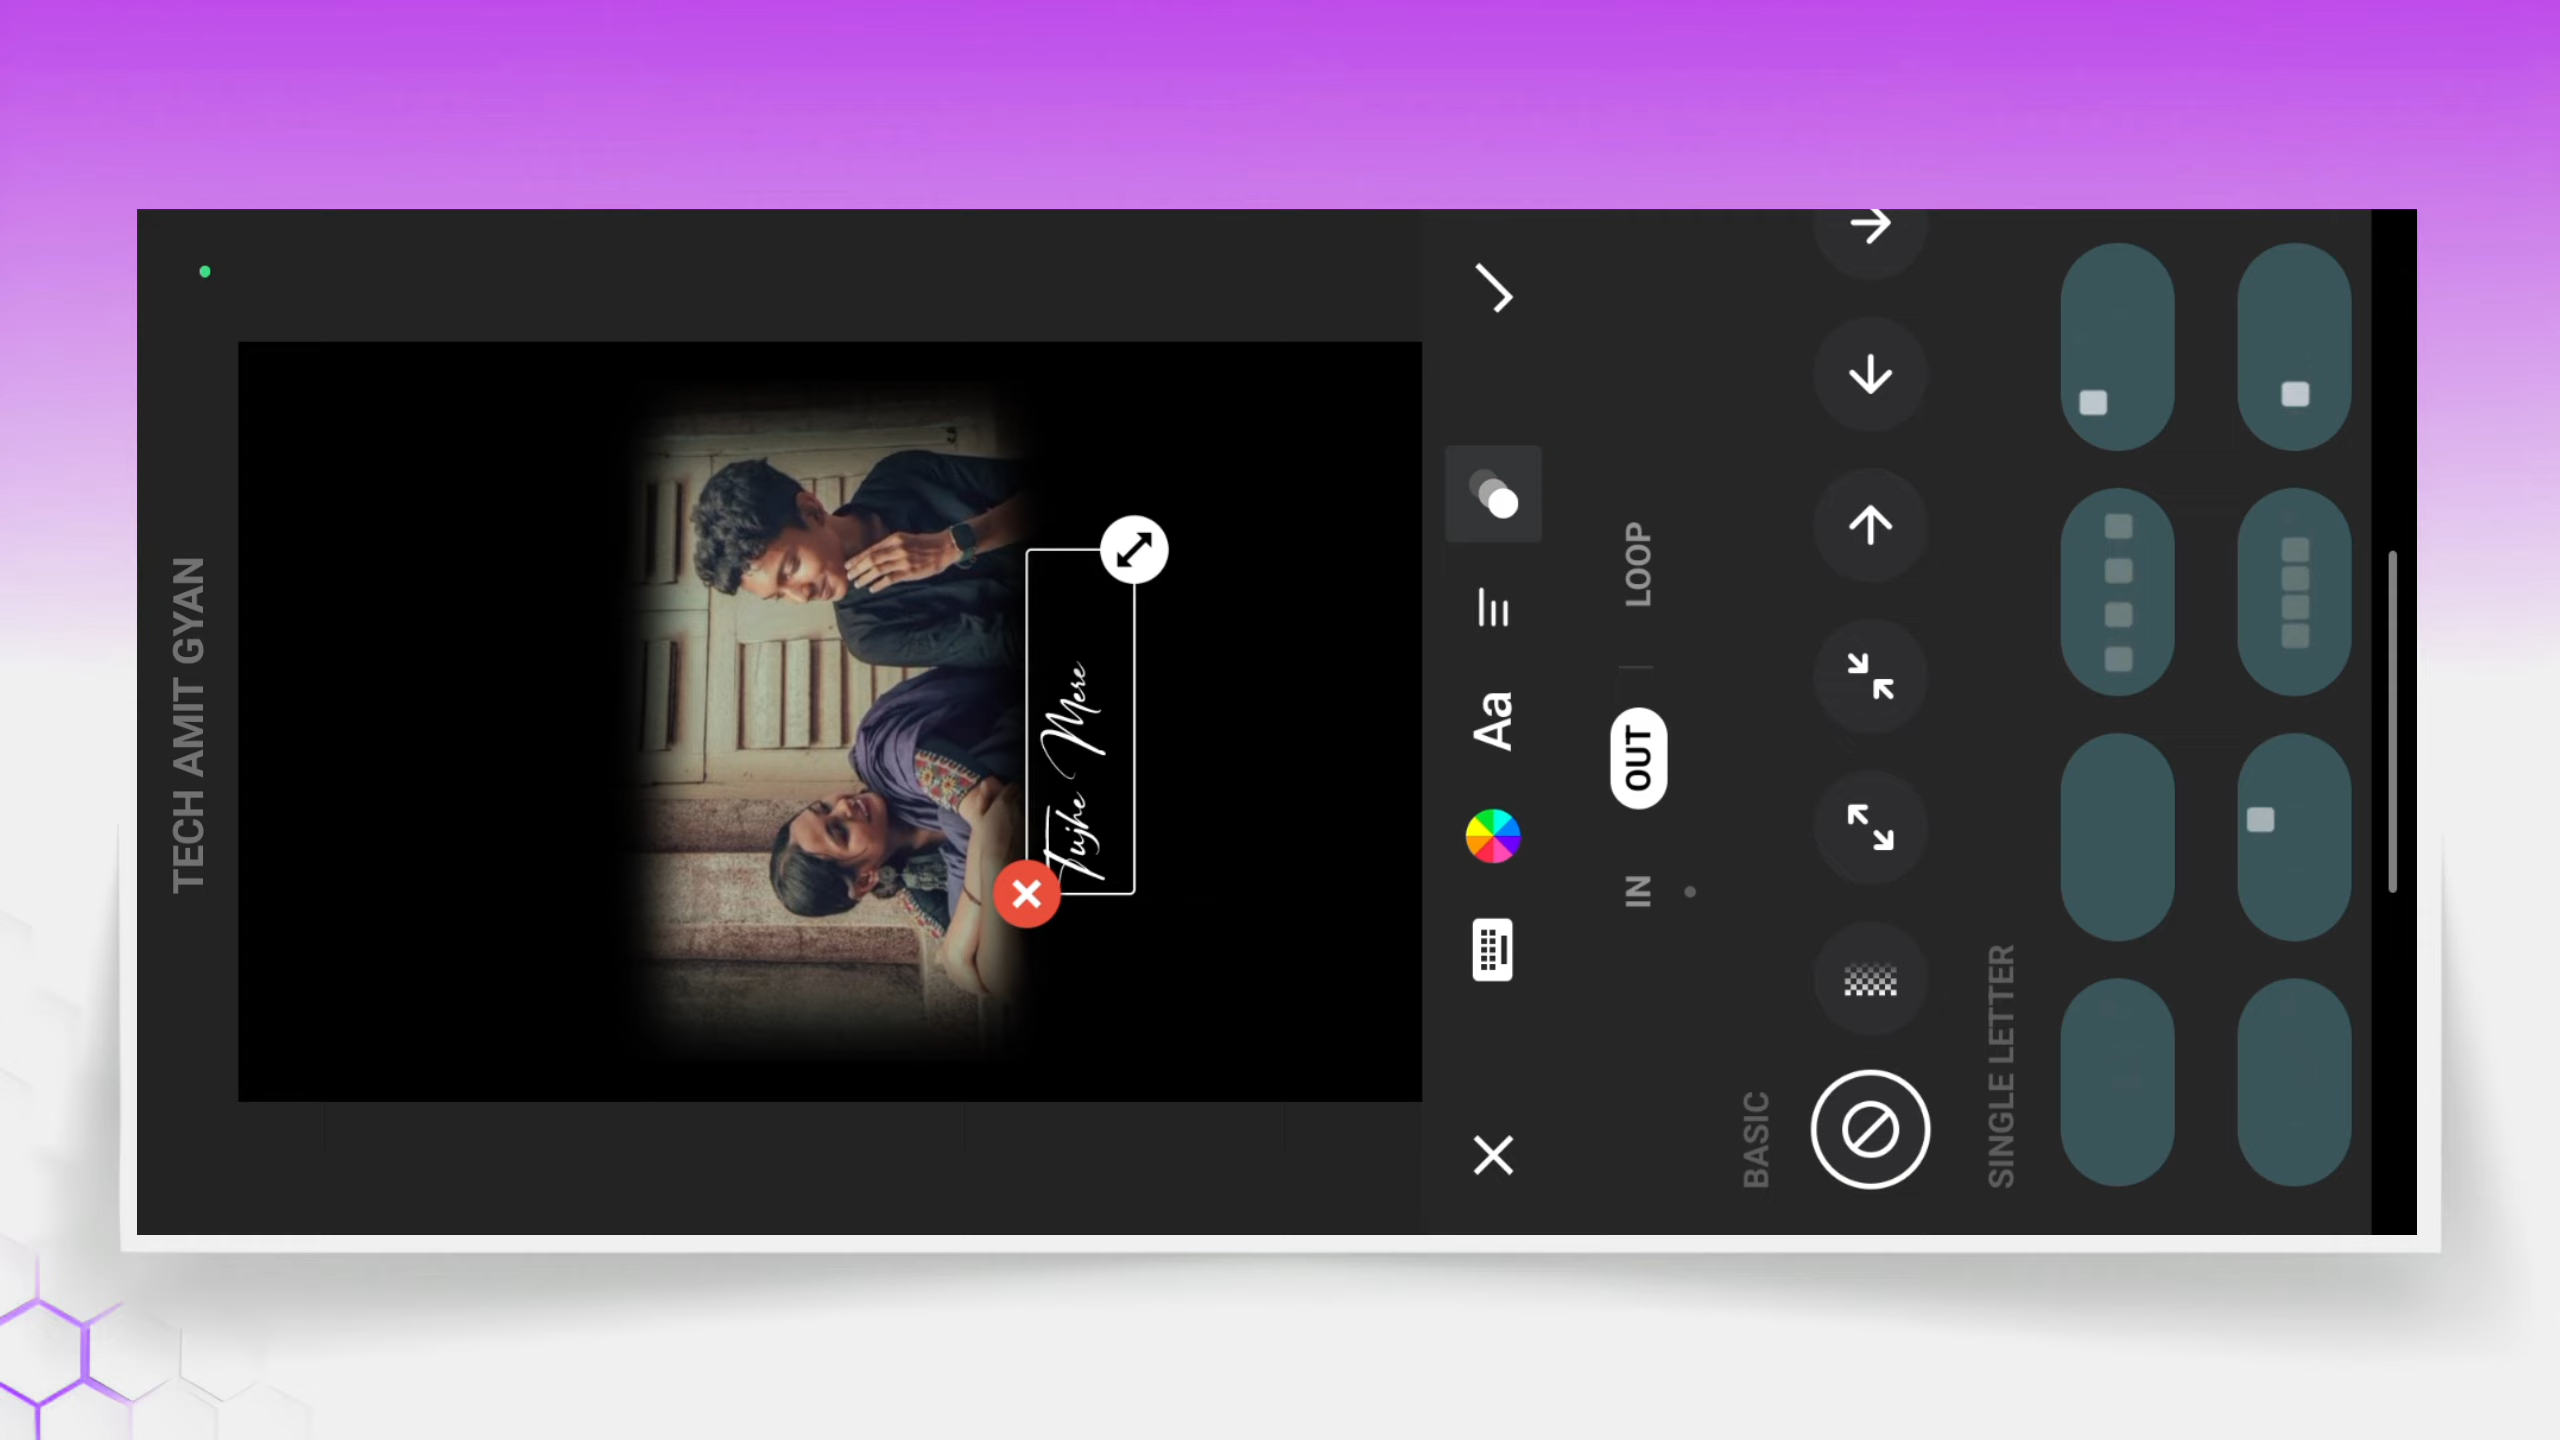 TECH AMIT GYAN
Tujhe Mere
Aa
IN
OUT
LOOP
BASIC
SINGLE LETTER